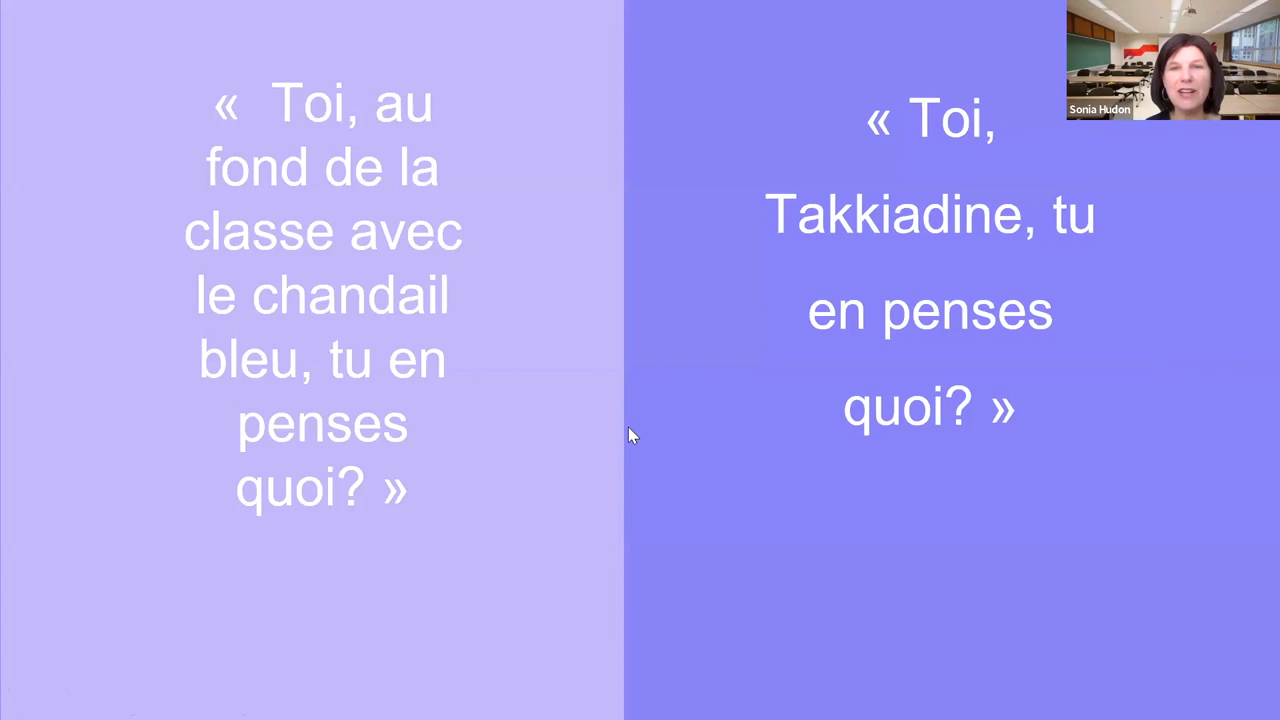 «  Toi, au
fond de la
classe avec
le chandail
bleu, tu en
penses
quoi? »
« Toi,
Takkiadine, tu
en penses
quoi? »
Sonia Hudon